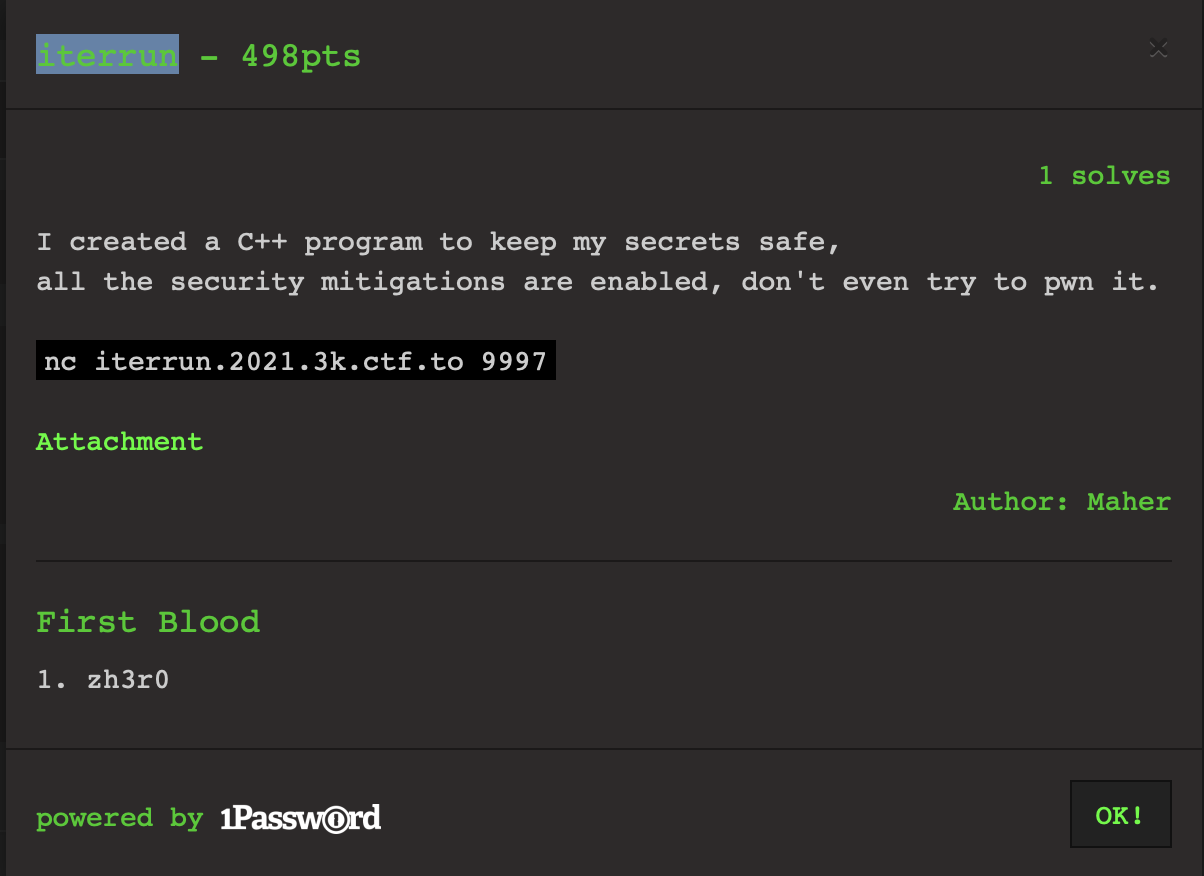 iterrun - 498pts
×
1 solves
I created a C++ program to keep my secrets safe,
all the security mitigations are enabled, don't even try to pwn it.
nc iterrun.2021.3k.ctf.to 9997
Attachment
Author: Maher
First Blood
1. zh3r0
powered by 1Password
OK!